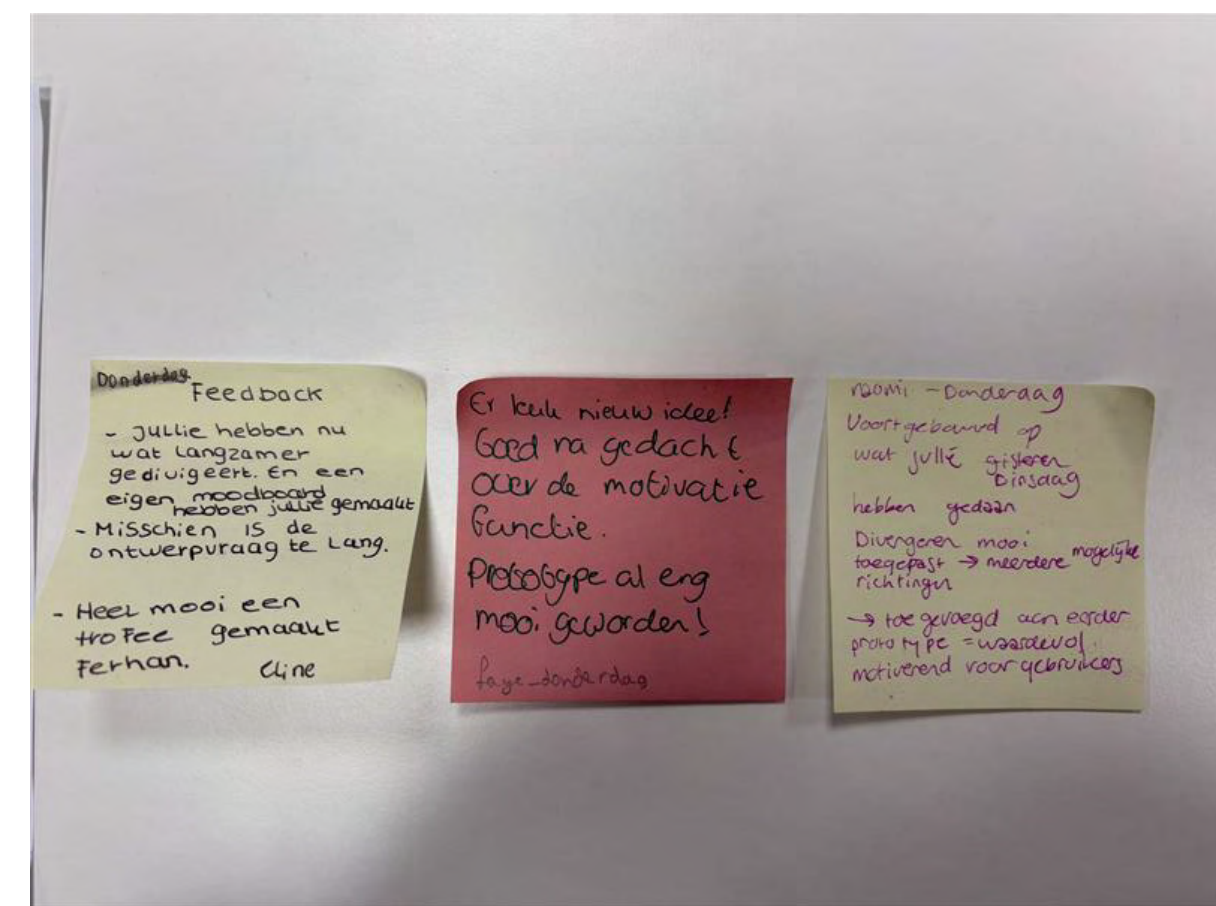 Donderdag
Feedback
- Jullie hebben nu
wat langzamer
gedivigeert. En een
eigen moodboard
hebben jullie gemaakt
- Misschien is de
ontwerpvraag te lang.
- Heel mooi een
trofee gemaakt
Ferhan.
Cline
Er leuk nieuw idee!
Goed na gedacht
over de motivatie
functie.
Prototype al erg
mooi geworden!
faye_donderdag
naomi - Donderdag
Voortgebouwd op
wat jullie gisteren
Dinsdag
hebben gedaan
Divergeren mooi
toegepast → meerdere mogelijke
richtingen
→ toegevoegd aan eerder
prototype = waardevol.
motiverend voor gebruikers